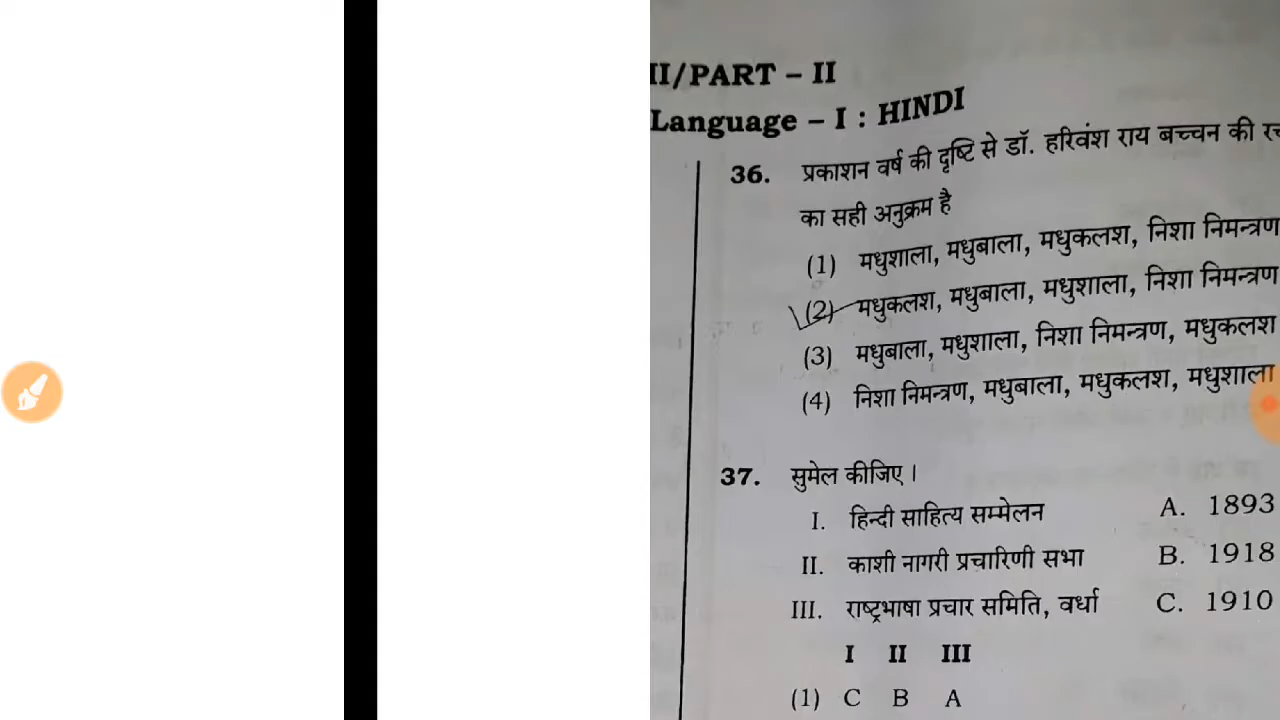 II/PART – II
Language – I : HINDI
36. प्रकाशन वर्ष की दृष्टि से डॉ. हरिवंश राय बच्चन की
का सही अनुक्रम है
(1) मधुशाला, मधुबाला, मधुकलश, निशा निमन्त्रण
(2) मधुकलश, मधुबाला, मधुशाला, निशा निमन्त्रण
(3) मधुबाला, मधुशाला, निशा निमन्त्रण, मधुकलश
(4) निशा निमन्त्रण, मधुबाला, मधुकलश, मधुशाला
37. सुमेल कीजिए।
I. हिन्दी साहित्य सम्मेलन A. 1893
II. काशी नागरी प्रचारिणी सभा B. 1918
III. राष्ट्रभाषा प्रचार समिति, वर्धा C. 1910
I II III
(1) C B A